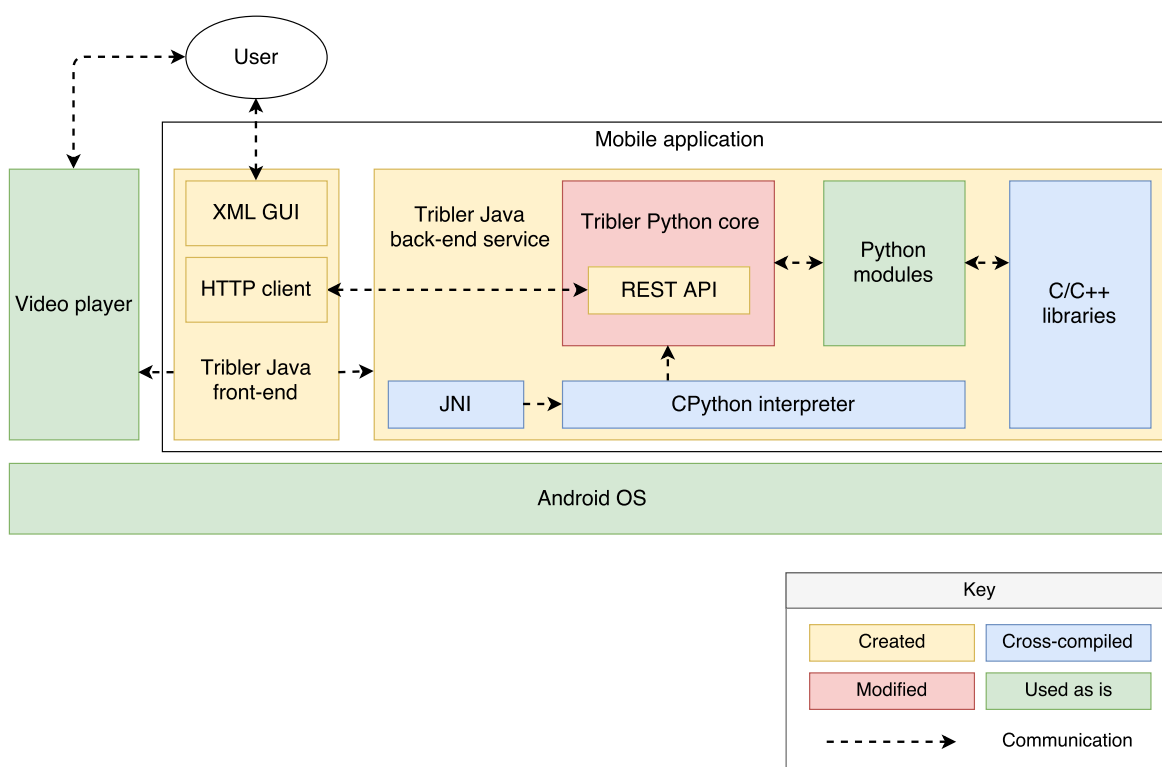 User
Mobile application
Video player
XML GUI
HTTP client
Tribler Java
front-end
Tribler Java
back-end service
Tribler Python core
REST API
Python
modules
C/C++
libraries
JNI
CPython interpreter
Android OS
Key
Created
Cross-compiled
Modified
Used as is
Communication